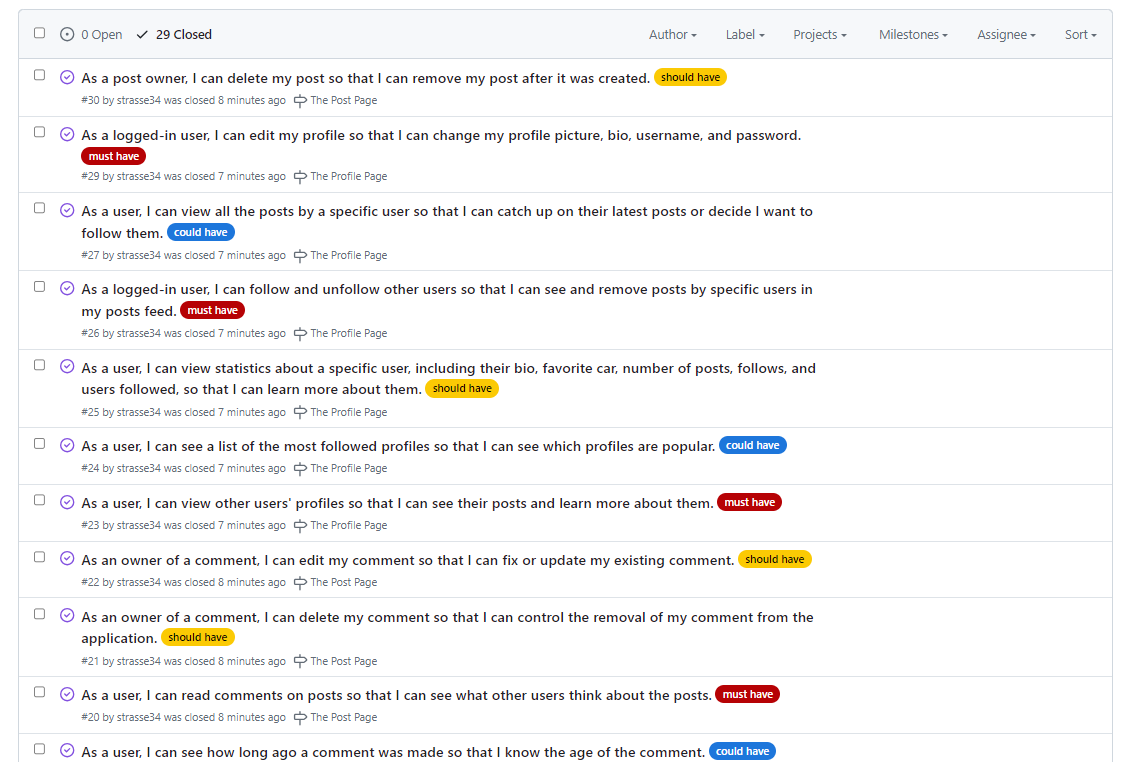 0 Open 29 Closed Author Label Projects Milestones Assignee Sort
As a post owner, I can delete my post so that I can remove my post after it was created. should have
#30 by strasse34 was closed 8 minutes ago The Post Page
As a logged-in user, I can edit my profile so that I can change my profile picture, bio, username, and password.
must have
#29 by strasse34 was closed 7 minutes ago The Profile Page
As a user, I can view all the posts by a specific user so that I can catch up on their latest posts or decide I want to
follow them. could have
#27 by strasse34 was closed 7 minutes ago The Profile Page
As a logged-in user, I can follow and unfollow other users so that I can see and remove posts by specific users in
my posts feed. must have
#26 by strasse34 was closed 7 minutes ago The Profile Page
As a user, I can view statistics about a specific user, including their bio, favorite car, number of posts, follows, and
users followed, so that I can learn more about them. should have
#25 by strasse34 was closed 7 minutes ago The Profile Page
As a user, I can see a list of the most followed profiles so that I can see which profiles are popular. could have
#24 by strasse34 was closed 7 minutes ago The Profile Page
As a user, I can view other users' profiles so that I can see their posts and learn more about them. must have
#23 by strasse34 was closed 7 minutes ago The Profile Page
As an owner of a comment, I can edit my comment so that I can fix or update my existing comment. should have
#22 by strasse34 was closed 8 minutes ago The Post Page
As an owner of a comment, I can delete my comment so that I can control the removal of my comment from the
application. should have
#21 by strasse34 was closed 8 minutes ago The Post Page
As a user, I can read comments on posts so that I can see what other users think about the posts. must have
#20 by strasse34 was closed 8 minutes ago The Post Page
As a user, I can see how long ago a comment was made so that I know the age of the comment. could have